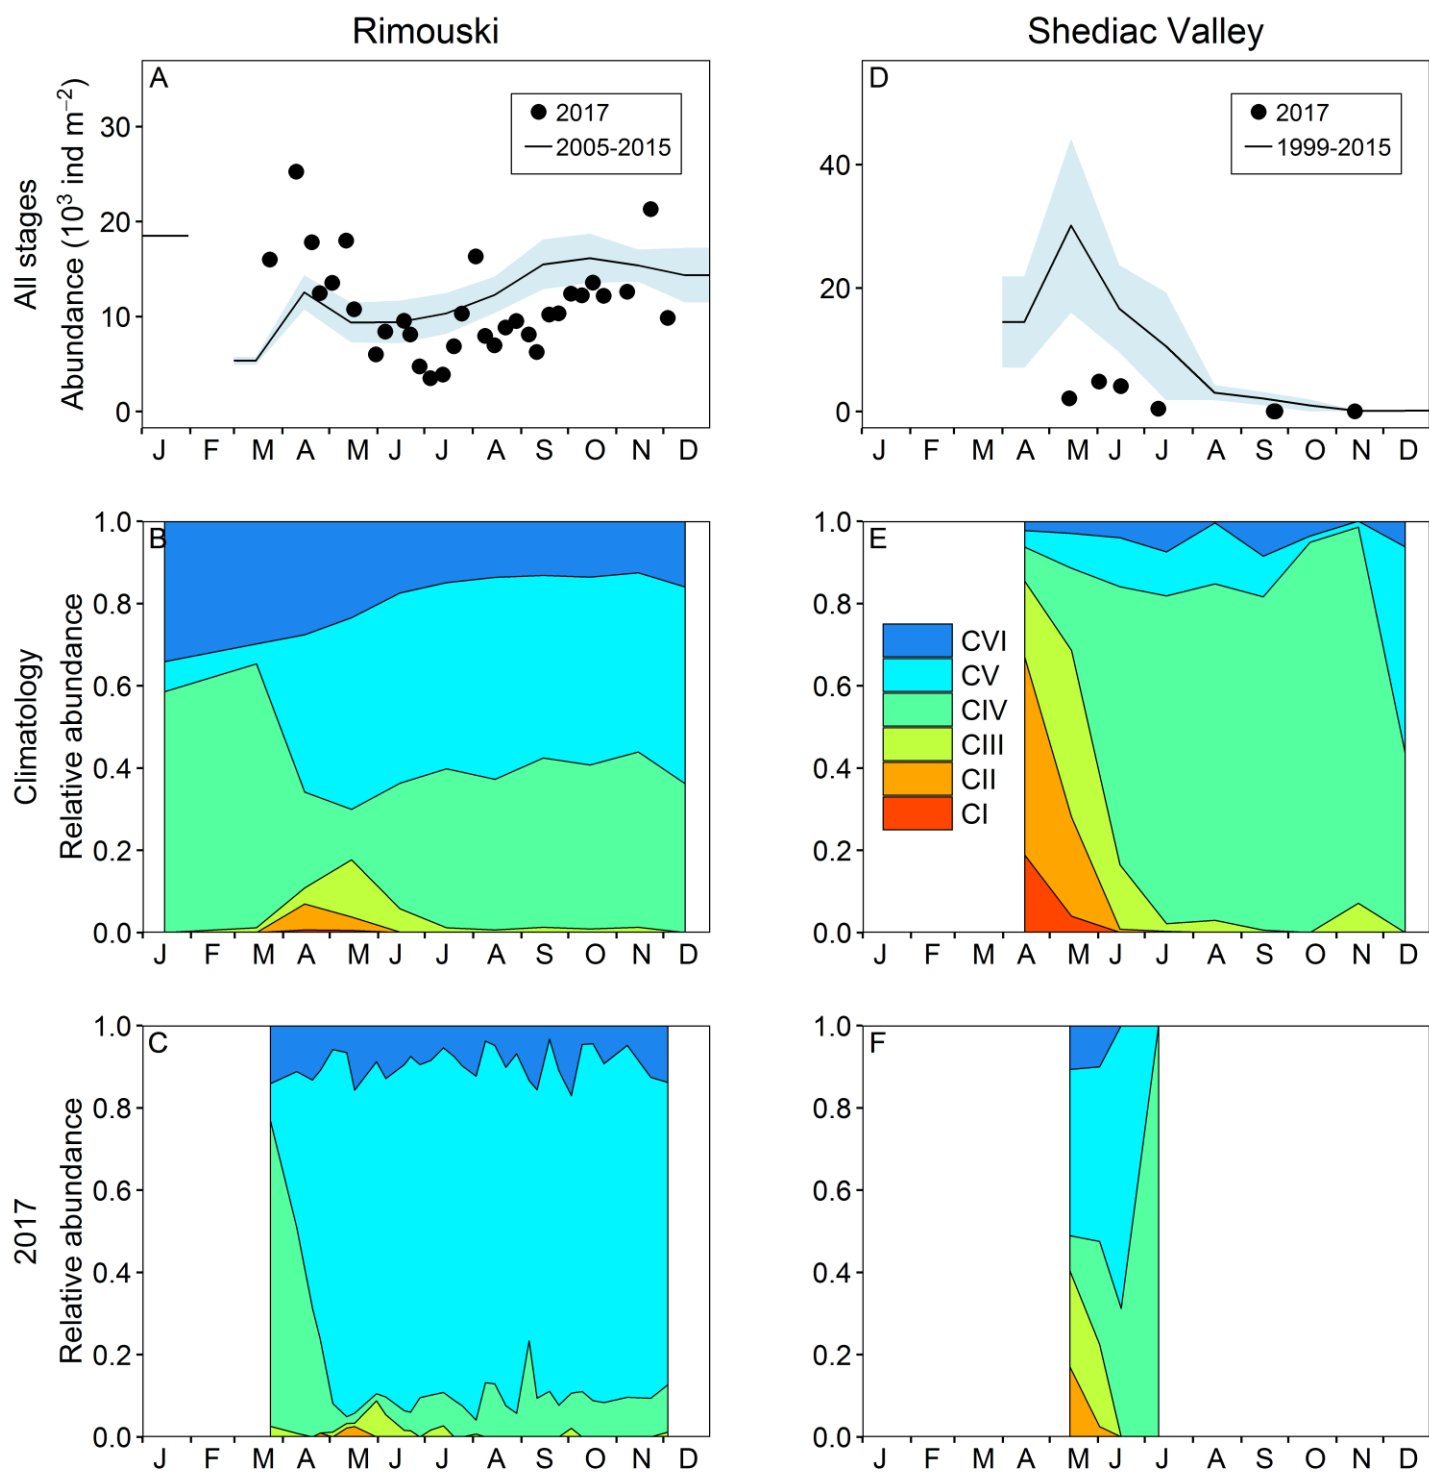 Rimouski
Shediac Valley
All stages
Abundance (10³ ind m⁻²)
A
2017
2005-2015
30
20
10
0
J F M A M J J A S O N D
D
2017
1999-2015
40
20
0
J F M A M J J A S O N D
Climatology
Relative abundance
B
1.0
0.8
0.6
0.4
0.2
0.0
J F M A M J J A S O N D
E
1.0
0.8
0.6
0.4
0.2
0.0
CVI
CV
CIV
CIII
CII
CI
J F M A M J J A S O N D
2017
Relative abundance
C
1.0
0.8
0.6
0.4
0.2
0.0
J F M A M J J A S O N D
F
1.0
0.8
0.6
0.4
0.2
0.0
J F M A M J J A S O N D